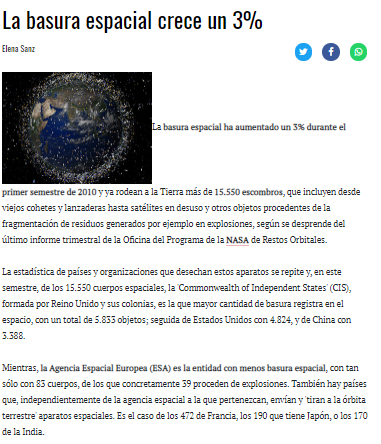 La basura espacial crece un 3%
Elena Sanz
La basura espacial ha aumentado un 3% durante el
primer semestre de 2010 y ya rodean a la Tierra más de 15.550 escombros, que incluyen desde
viejos cohetes y lanzaderas hasta satélites en desuso y otros objetos procedentes de la
fragmentación de residuos generados por ejemplo en explosiones, según se desprende del
último informe trimestral de la Oficina del Programa de la NASA de Restos Orbitales.
La estadística de países y organizaciones que desechan estos aparatos se repite y, en este
semestre, de los 15.550 cuerpos espaciales, la 'Commonwealth of Independent States' (CIS),
formada por Reino Unido y sus colonias, es la que mayor cantidad de basura registra en el
espacio, con un total de 5.833 objetos; seguida de Estados Unidos con 4.824, y de China con
3.388.
Mientras, la Agencia Espacial Europea (ESA) es la entidad con menos basura espacial, con tan
sólo con 83 cuerpos, de los que concretamente 39 proceden de explosiones. También hay países
que, independientemente de la agencia espacial a la que pertenezcan, envían y 'tiran a la órbita
terrestre' aparatos espaciales. Es el caso de los 472 de Francia, los 190 que tiene Japón, o los 170
de la India.